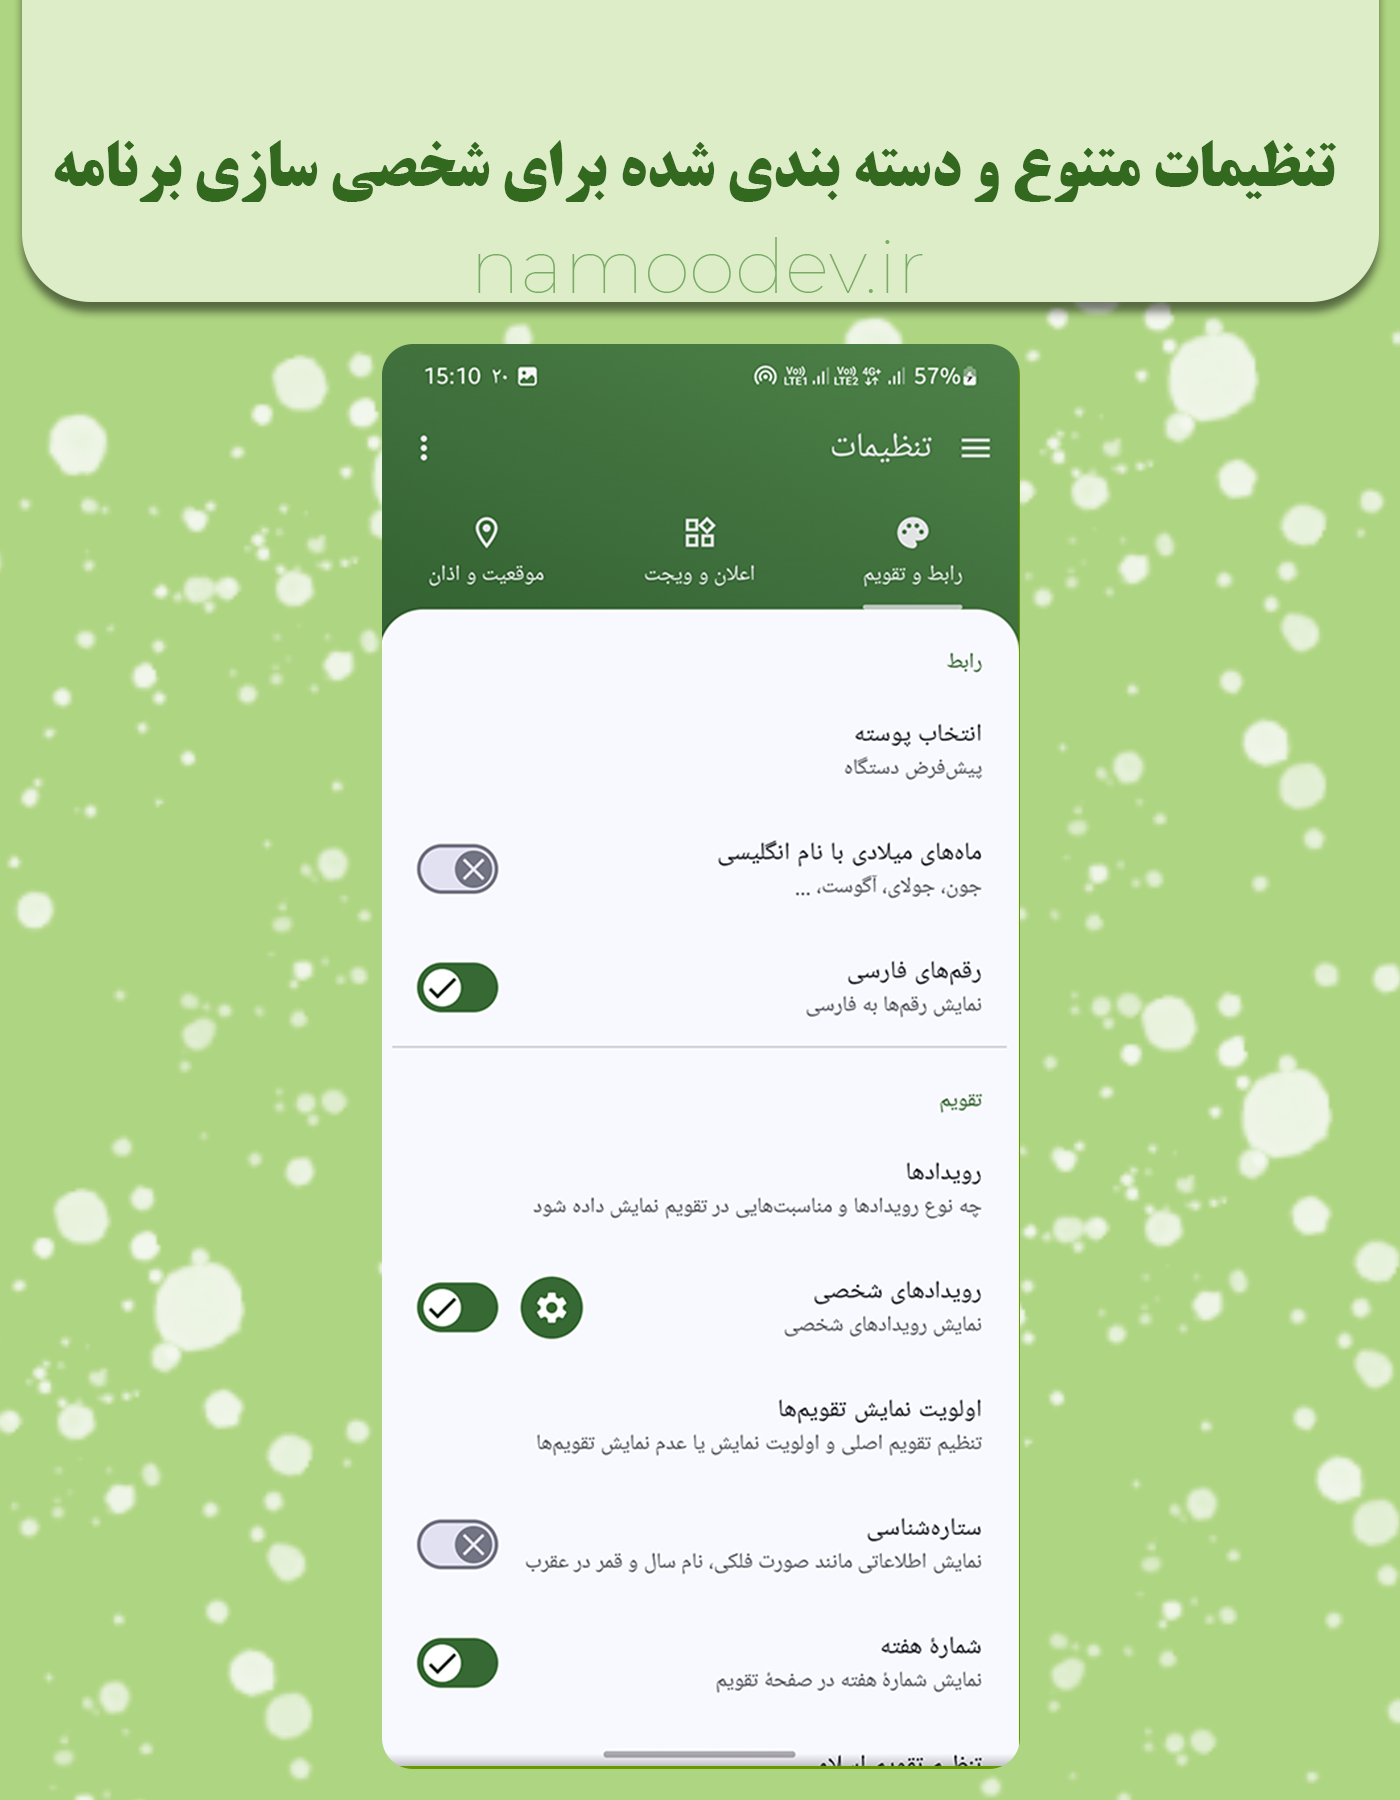 تنظیمات متنوع و دسته بندی شده برای شخصی سازی برنامه
namoodev.ir
15:10 ۲۰ Vo)) LTE1 Vo)) LTE2 4G+ 57%
تنظیمات
رابط و تقویم
اعلان و ویجت
موقعیت و اذان
رابط
انتخاب پوسته
پیش‌فرض دستگاه
ماه‌های میلادی با نام انگلیسی
جون، جولای، آگوست، ...
رقم‌های فارسی
نمایش رقم‌ها به فارسی
تقویم
رویدادها
چه نوع رویدادها و مناسبت‌هایی در تقویم نمایش داده شود
رویدادهای شخصی
نمایش رویدادهای شخصی
اولویت نمایش تقویم‌ها
تنظیم تقویم اصلی و اولویت نمایش یا عدم نمایش تقویم‌ها
ستاره‌شناسی
نمایش اطلاعاتی مانند صورت فلکی، نام سال و قمر در عقرب
شمارهٔ هفته
نمایش شمارهٔ هفته در صفحهٔ تقویم